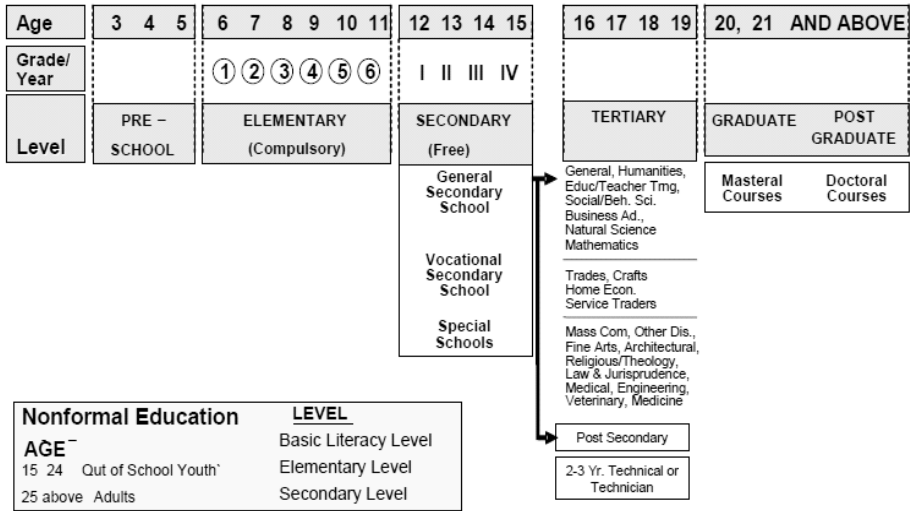 Age 3 4 5 6 7 8 9 10 11 12 13 14 15 16 17 18 19 20, 21 AND ABOVE
Grade/
Year
① ② ③ ④ ⑤ ⑥ I II III IV
Level
PRE –
SCHOOL
ELEMENTARY
(Compulsory)
SECONDARY
(Free)
TERTIARY
GRADUATE
POST
GRADUATE
General
Secondary
School
Vocational
Secondary
School
Special
Schools
General, Humanities,
Educ/Teacher Trng,
Social/Beh. Sci.
Business Ad.,
Natural Science
Mathematics
Trades, Crafts
Home Econ.
Service Traders
Mass Com, Other Dis.,
Fine Arts, Architectural,
Religious/Theology,
Law & Jurisprudence,
Medical, Engineering,
Veterinary, Medicine
Post Secondary
2-3 Yr. Technical or
Technician
Masteral
Courses
Doctoral
Courses
Nonformal Education
AGE
15 24 Qut of School Youth`
25 above Adults
LEVEL
Basic Literacy Level
Elementary Level
Secondary Level